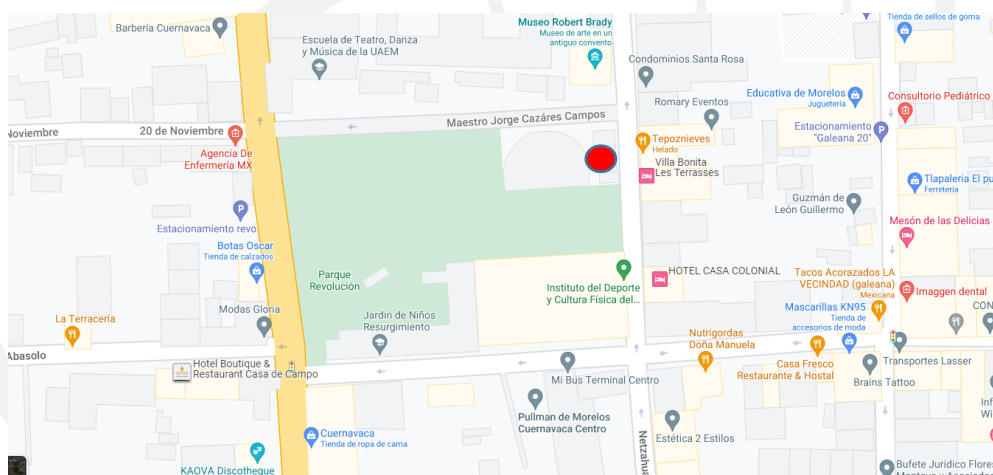 Barbería Cuernavaca
Escuela de Teatro, Danza
y Música de la UAEM
Museo Robert Brady
Museo de arte en un
antiguo convento
Tienda de sellos de goma
Condominios Santa Rosa
Romary Eventos
Educativa de Morelos
Juguetería
Consultorio Pediátrico
Noviembre
20 de Noviembre
Maestro Jorge Cazáres Campos
Estacionamiento
"Galeana 20"
Agencia De
Enfermería MX
Tepoznieves
Helado
Villa Bonita
Les Terrasses
Tlapaleria El pu
Ferretería
Guzmán de
León Guillermo
Estacionamiento revo
Mesón de las Delicias
Botas Oscar
Tienda de calzados
Parque
Revolución
HOTEL CASA COLONIAL
Instituto del Deporte
y Cultura Física del...
Tacos Acorazados LA
VECINDAD (galeana)
Mexicana
Imaggen dental
Modas Gloria
Jardín de Niños
Resurgimiento
Mascarillas KN95
Tienda de
accesorios de moda
CON
La Terracería
Nutrigordas
Doña Manuela
Abasolo
Hotel Boutique &
Restaurant Casa de Campo
Mi Bus Terminal Centro
Casa Fresco
Restaurante & Hostal
Transportes Lasser
Brains Tattoo
Pullman de Morelos
Cuernavaca Centro
Netzahua
Inf
Wi
Cuernavaca
Tienda de ropa de cama
Estética 2 Estilos
KAOVA Discotheque
Bufete Jurídico Flores